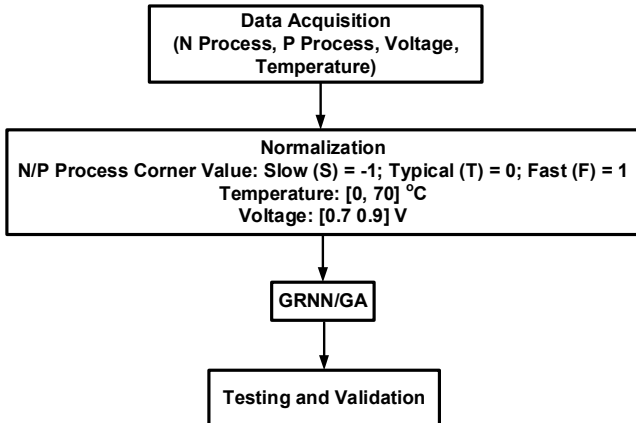 Data Acquisition
(N Process, P Process, Voltage,
Temperature)
Normalization
N/P Process Corner Value: Slow (S) = -1; Typical (T) = 0; Fast (F) = 1
Temperature: [0, 70] °C
Voltage: [0.7 0.9] V
GRNN/GA
Testing and Validation